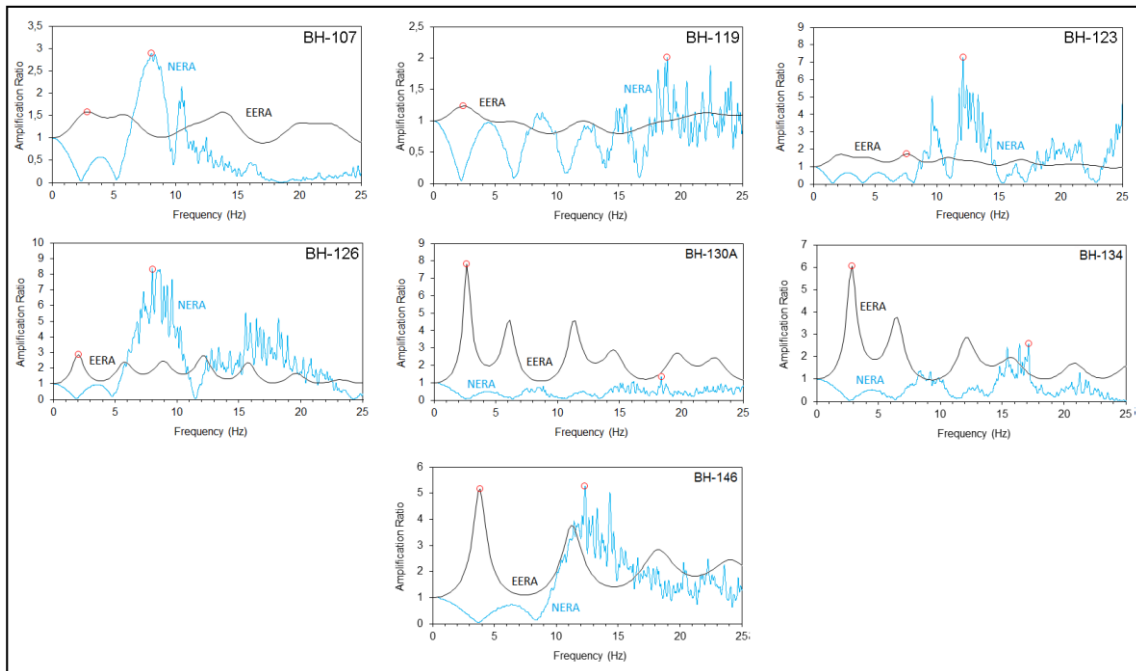 BH-107
Amplification Ratio
3,5
3
2,5
2
1,5
1
0,5
0
NERA
EERA
0 5 10 15 20 25
Frequency (Hz)
BH-119
Amplification Ratio
2,5
2
1,5
1
0,5
0
NERA
EERA
0 5 10 15 20 25
Frequency (Hz)
BH-123
Amplification Ratio
9
8
7
6
5
4
3
2
1
0
EERA
NERA
0 5 10 15 20 25
Frequency (Hz)
BH-126
Amplification Ratio
10
9
8
7
6
5
4
3
2
1
0
NERA
EERA
0 5 10 15 20 25
Frequency (Hz)
BH-130A
Amplification Ratio
9
8
7
6
5
4
3
2
1
0
EERA
NERA
0 5 10 15 20 25
Frequency (Hz)
BH-134
Amplification Ratio
6
5
4
3
2
1
0
EERA
NERA
0 5 10 15 20 25
Frequency (Hz)
BH-146
Amplification Ratio
6
5
4
3
2
1
0
EERA
NERA
0 5 10 15 20 25
Frequency (Hz)